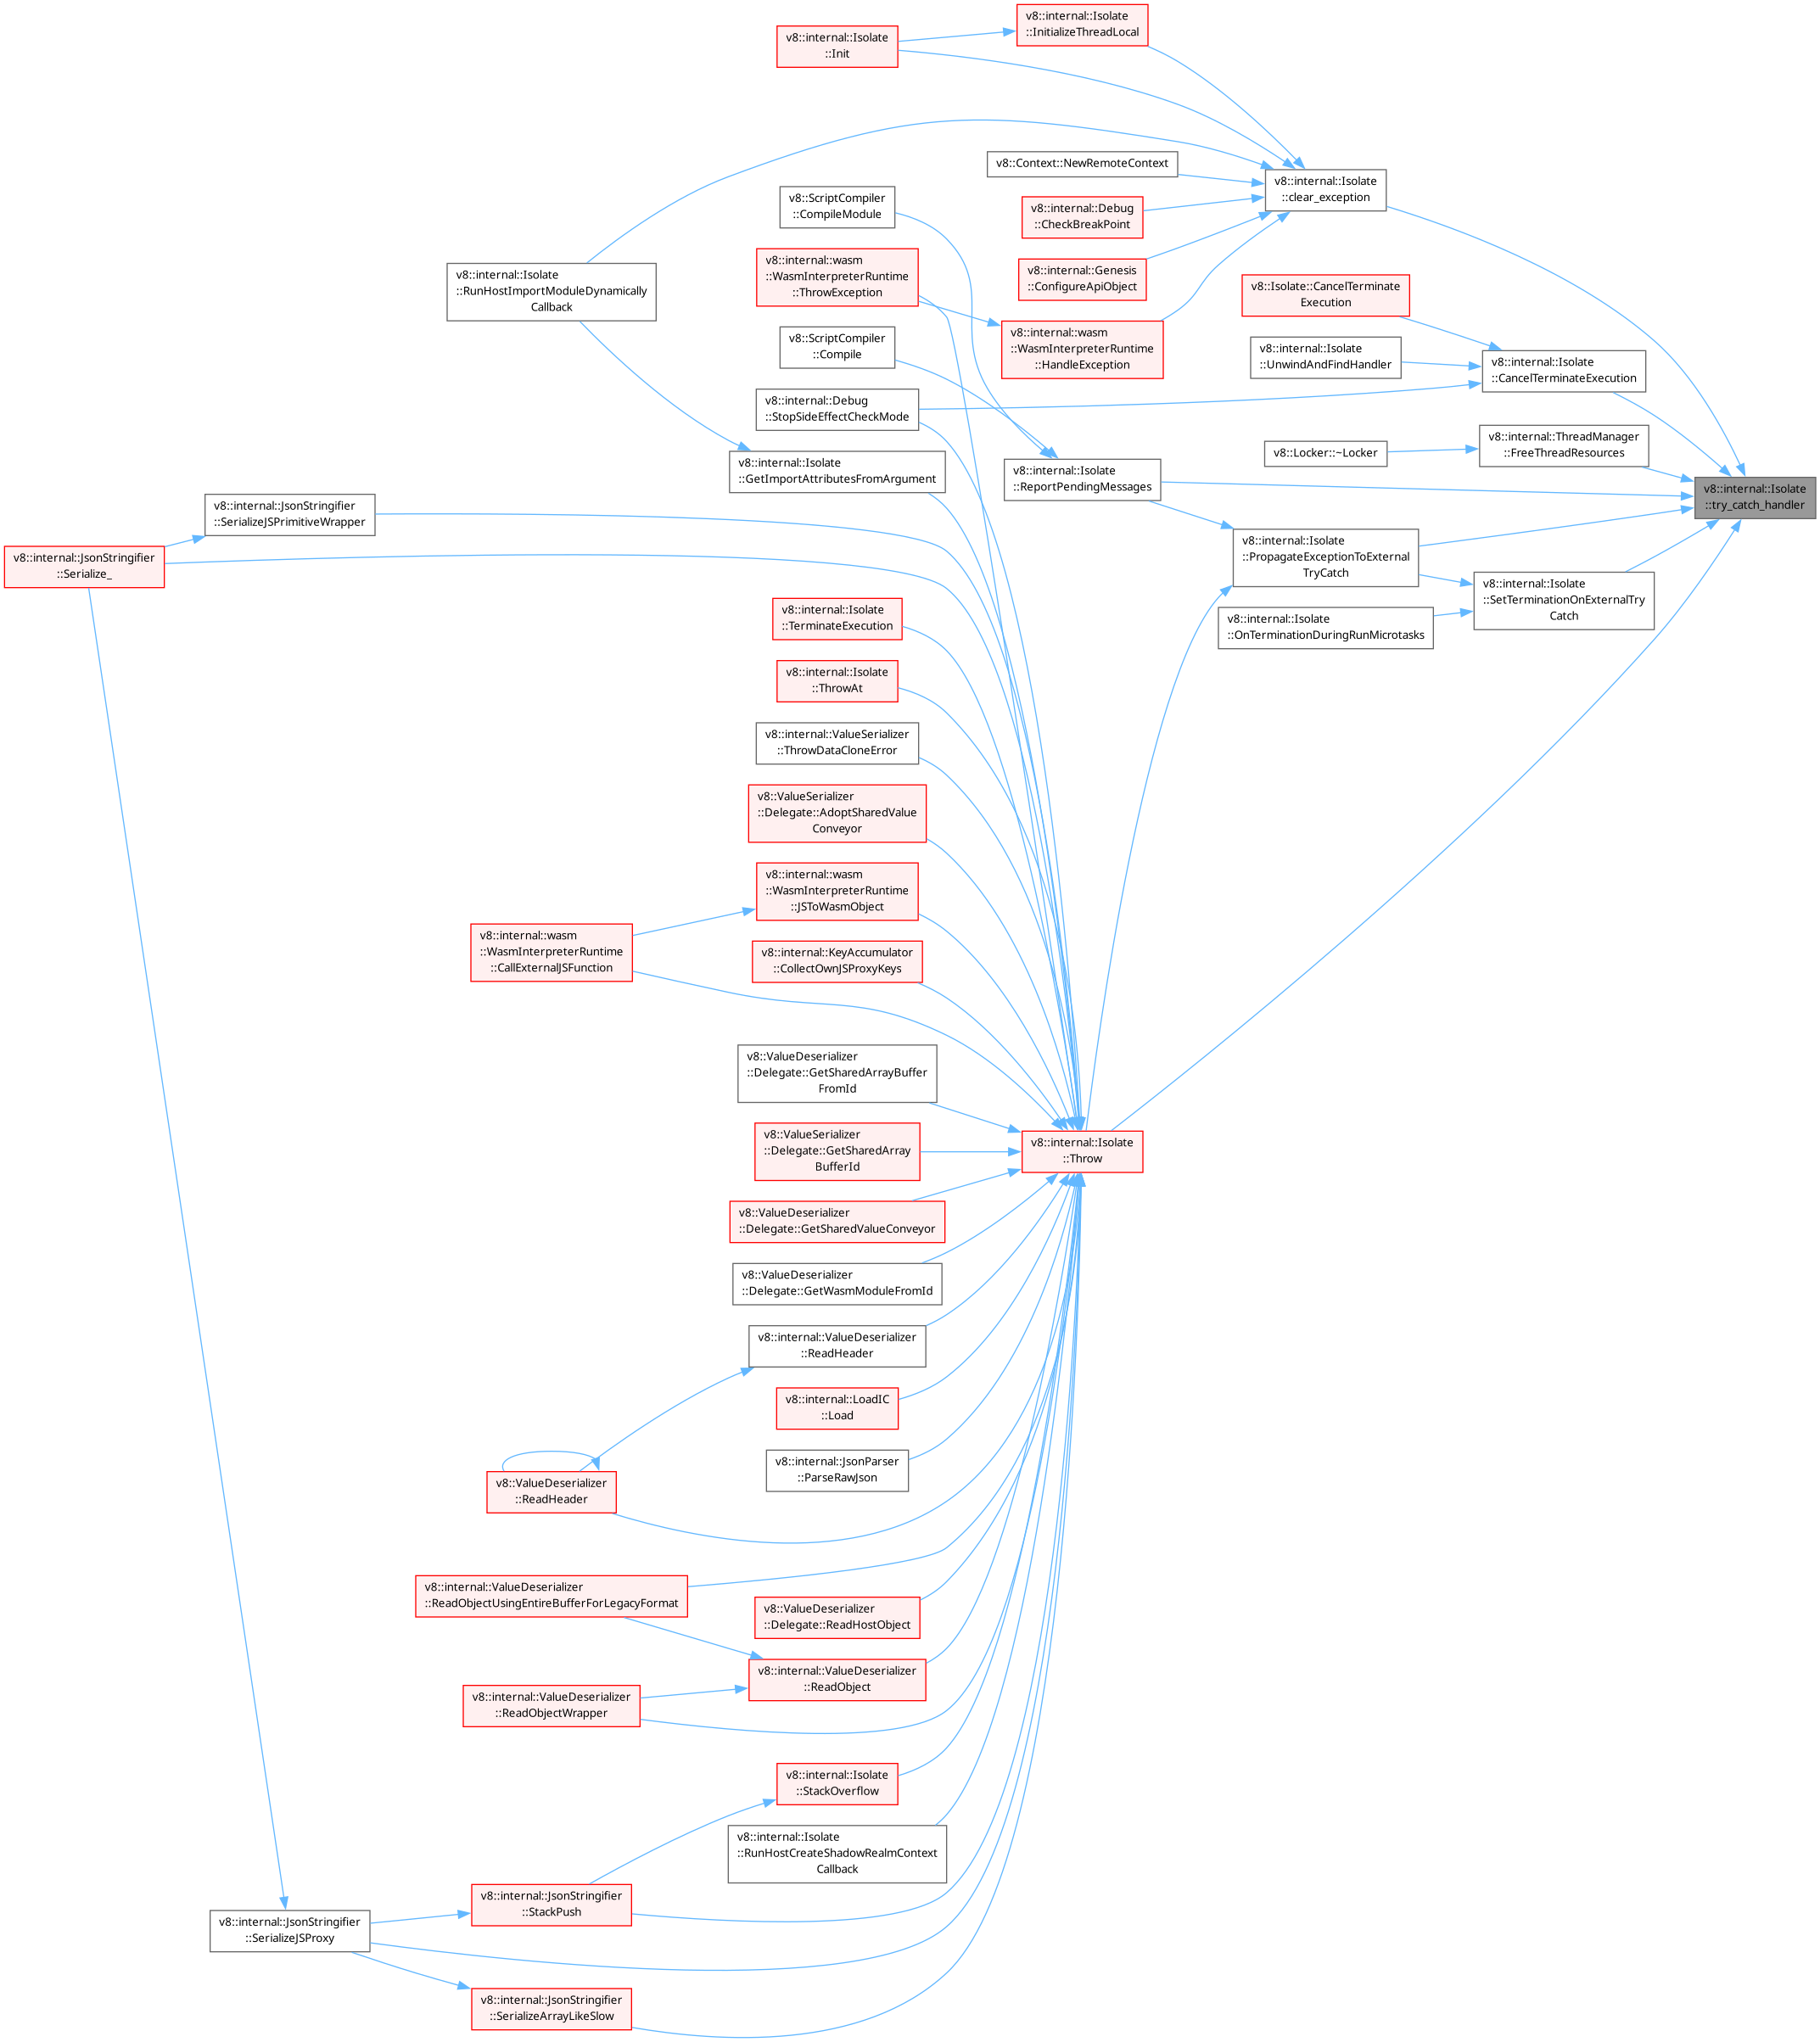 v8::internal::Isolate
::InitializeThreadLocal
v8::internal::Isolate
::Init
v8::Context::NewRemoteContext
v8::internal::Isolate
::clear_exception
v8::ScriptCompiler
::CompileModule
v8::internal::Debug
::CheckBreakPoint
v8::internal::wasm
::WasmInterpreterRuntime
::ThrowException
v8::internal::Genesis
::ConfigureApiObject
v8::internal::Isolate
::RunHostImportModuleDynamically
Callback
v8::Isolate::CancelTerminate
Execution
v8::ScriptCompiler
::Compile
v8::internal::wasm
::WasmInterpreterRuntime
::HandleException
v8::internal::Isolate
::UnwindAndFindHandler
v8::internal::Isolate
::CancelTerminateExecution
v8::internal::Debug
::StopSideEffectCheckMode
v8::internal::ThreadManager
::FreeThreadResources
v8::Locker::~Locker
v8::internal::Isolate
::GetImportAttributesFromArgument
v8::internal::Isolate
::ReportPendingMessages
v8::internal::Isolate
::try_catch_handler
v8::internal::JsonStringifier
::SerializeJSPrimitiveWrapper
v8::internal::JsonStringifier
::Serialize_
v8::internal::Isolate
::PropagateExceptionToExternal
TryCatch
v8::internal::Isolate
::SetTerminationOnExternalTry
Catch
v8::internal::Isolate
::TerminateExecution
v8::internal::Isolate
::OnTerminationDuringRunMicrotasks
v8::internal::Isolate
::ThrowAt
v8::internal::ValueSerializer
::ThrowDataCloneError
v8::ValueSerializer
::Delegate::AdoptSharedValue
Conveyor
v8::internal::wasm
::WasmInterpreterRuntime
::JSToWasmObject
v8::internal::wasm
::WasmInterpreterRuntime
::CallExternalJSFunction
v8::internal::KeyAccumulator
::CollectOwnJSProxyKeys
v8::ValueDeserializer
::Delegate::GetSharedArrayBuffer
FromId
v8::ValueSerializer
::Delegate::GetSharedArray
BufferId
v8::internal::Isolate
::Throw
v8::ValueDeserializer
::Delegate::GetSharedValueConveyor
v8::ValueDeserializer
::Delegate::GetWasmModuleFromId
v8::internal::ValueDeserializer
::ReadHeader
v8::internal::LoadIC
::Load
v8::internal::JsonParser
::ParseRawJson
v8::ValueDeserializer
::ReadHeader
v8::internal::ValueDeserializer
::ReadObjectUsingEntireBufferForLegacyFormat
v8::ValueDeserializer
::Delegate::ReadHostObject
v8::internal::ValueDeserializer
::ReadObject
v8::internal::ValueDeserializer
::ReadObjectWrapper
v8::internal::Isolate
::StackOverflow
v8::internal::Isolate
::RunHostCreateShadowRealmContext
Callback
v8::internal::JsonStringifier
::StackPush
v8::internal::JsonStringifier
::SerializeJSProxy
v8::internal::JsonStringifier
::SerializeArrayLikeSlow